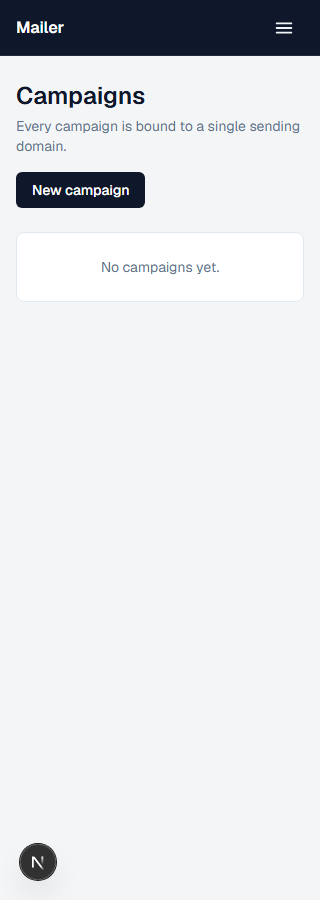 Mailer
Campaigns
Every campaign is bound to a single sending
domain.
New campaign
No campaigns yet.
N